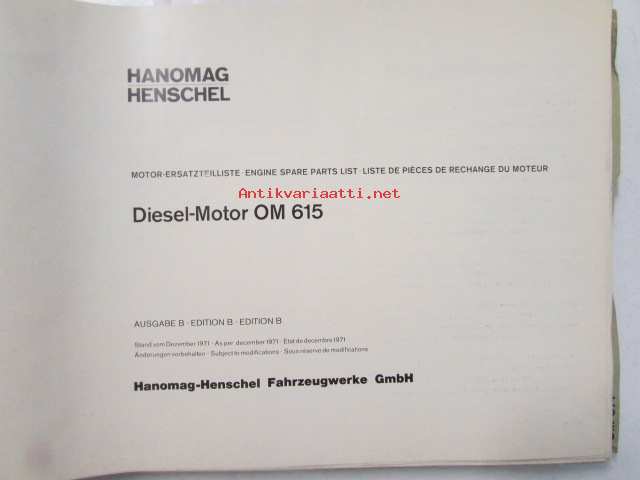 HANOMAG
HENSCHEL
MOTOR-ERSATZTEILLISTE · ENGINE SPARE PARTS LIST · LISTE DE PIÈCES DE RECHANGE DU MOTEUR
Antikvariaatti.net
Diesel-Motor OM 615
AUSGABE B · EDITION B · EDITION B
Stand vom Dezember 1971 · As per december 1971 · Etat de decembre 1971
Änderungen vorbehalten · Subject to modifications · Sous réserve de modifications
Hanomag-Henschel Fahrzeugwerke GmbH